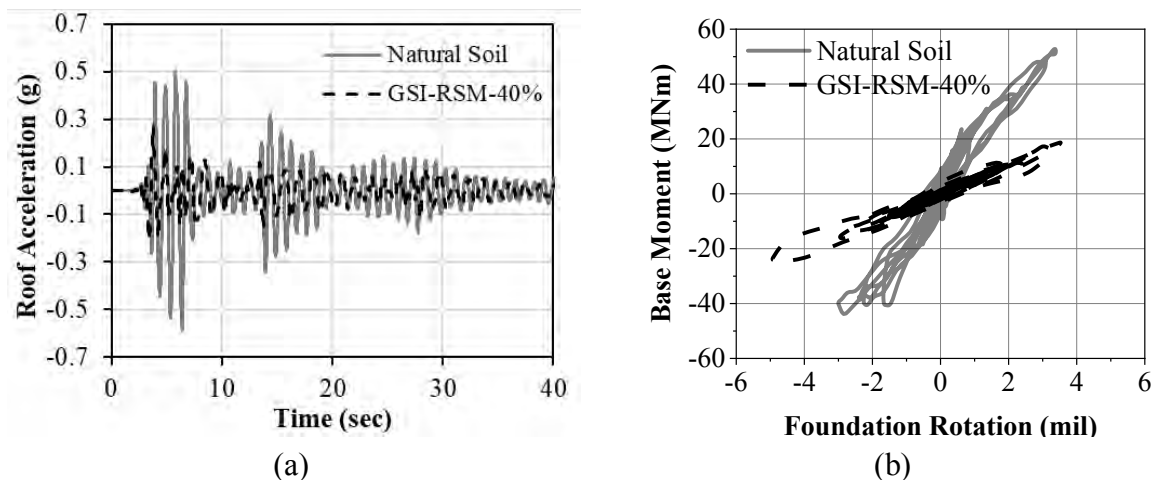 0.7
0.5
0.3
0.1
-0.1
-0.3
-0.5
-0.7
Roof Acceleration (g)
Natural Soil
GSI-RSM-40%
0 10 20 30 40
Time (sec)
(a)
60
40
20
0
-20
-40
-60
Base Moment (MNm)
Natural Soil
GSI-RSM-40%
-6 -4 -2 0 2 4 6
Foundation Rotation (mil)
(b)